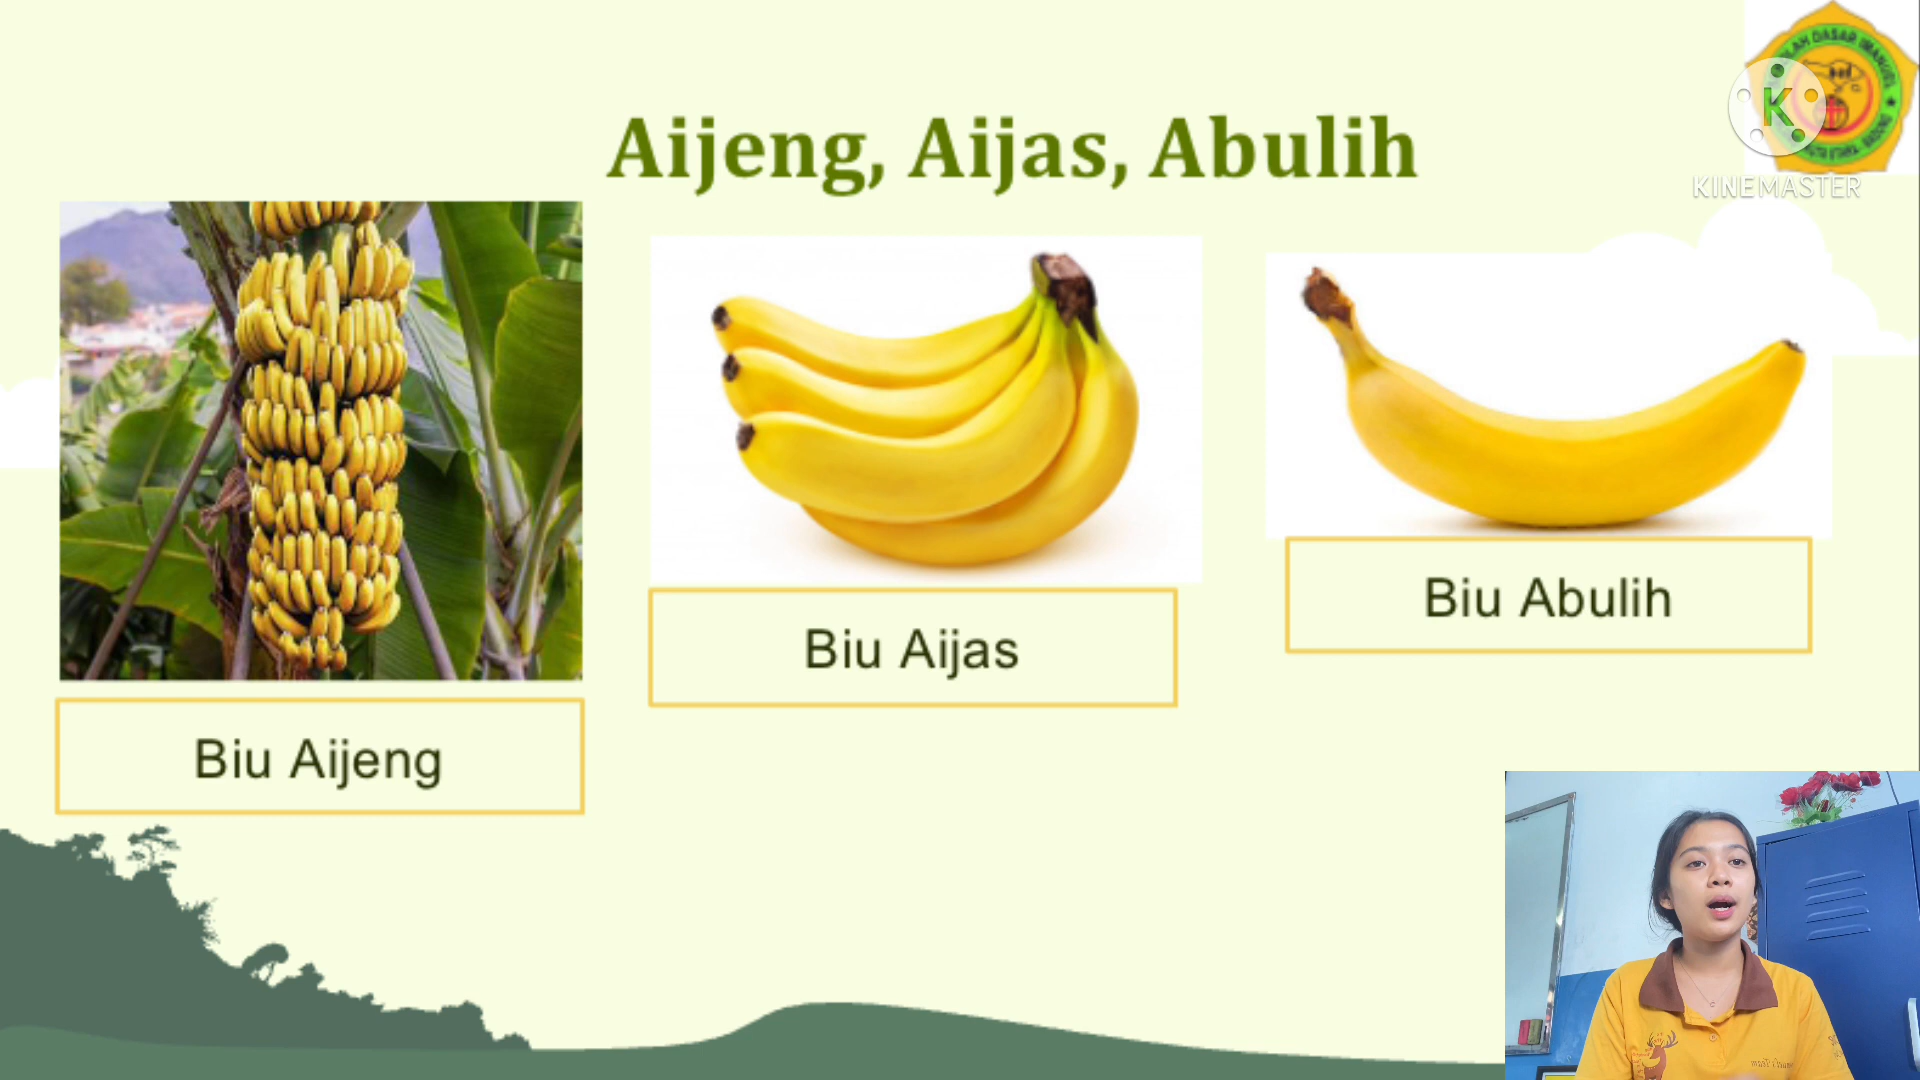 Aijeng, Aijas, Abulih
KINEMASTER
Biu Aijeng
Biu Aijas
Biu Abulih